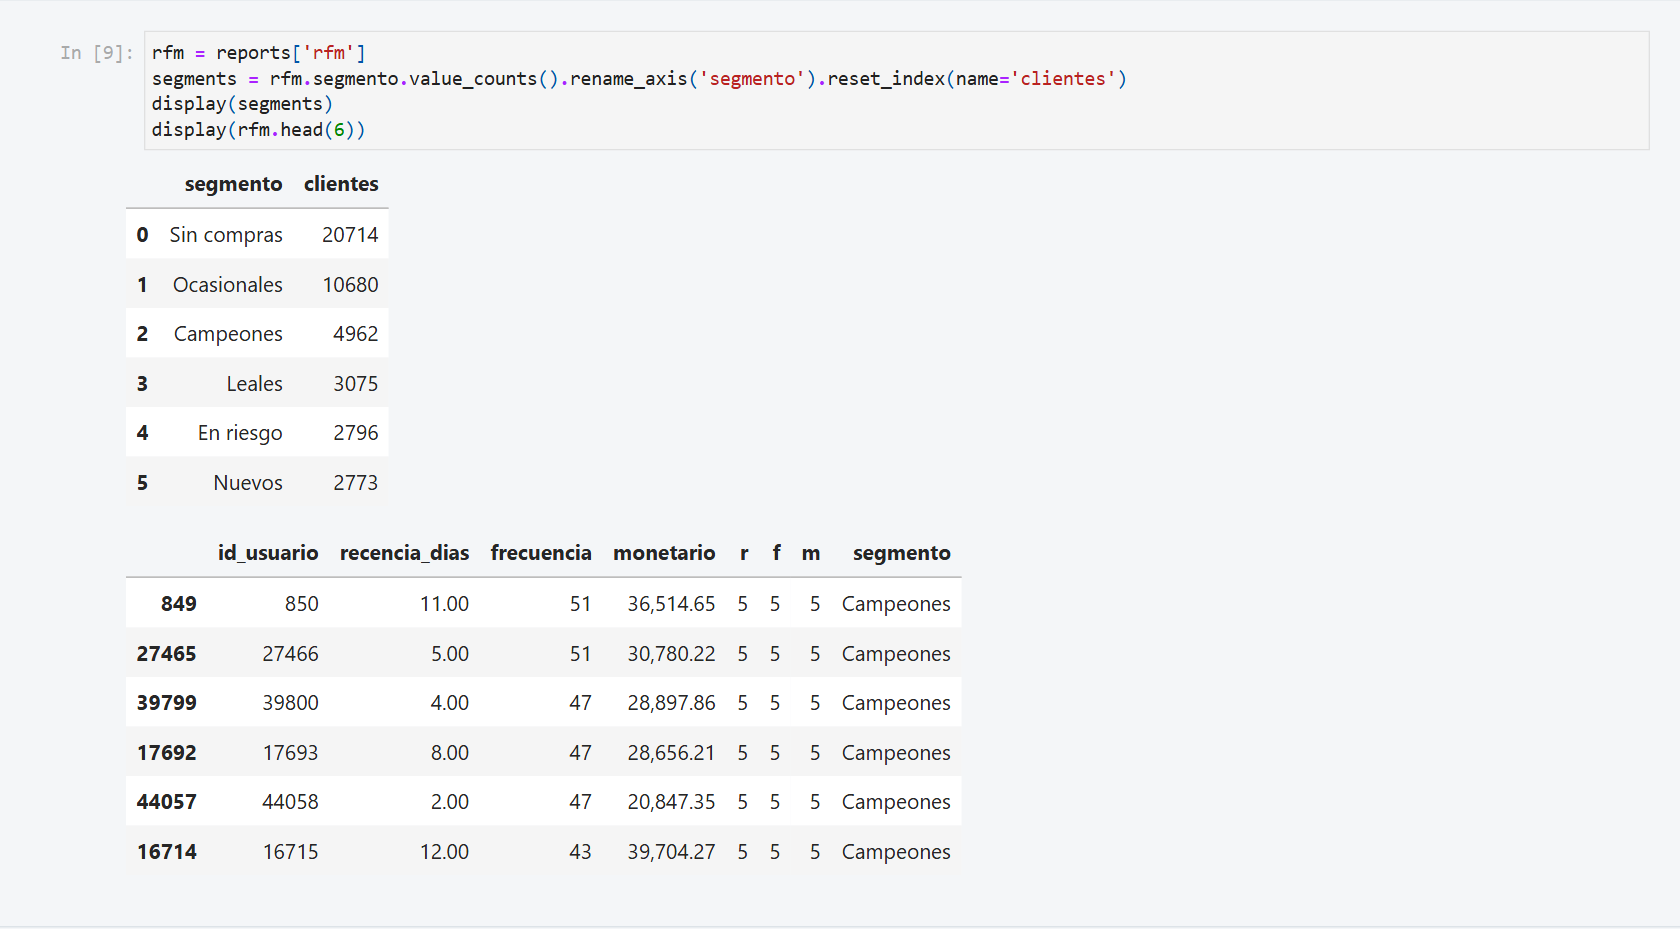 In [9]:
rfm = reports['rfm']
segments = rfm.segmento.value_counts().rename_axis('segmento').reset_index(name='clientes')
display(segments)
display(rfm.head(6))
segmento clientes
0 Sin compras 20714
1 Ocasionales 10680
2 Campeones 4962
3 Leales 3075
4 En riesgo 2796
5 Nuevos 2773
id_usuario recencia_dias frecuencia monetario r f m segmento
849 850 11.00 51 36,514.65 5 5 5 Campeones
27465 27466 5.00 51 30,780.22 5 5 5 Campeones
39799 39800 4.00 47 28,897.86 5 5 5 Campeones
17692 17693 8.00 47 28,656.21 5 5 5 Campeones
44057 44058 2.00 47 20,847.35 5 5 5 Campeones
16714 16715 12.00 43 39,704.27 5 5 5 Campeones